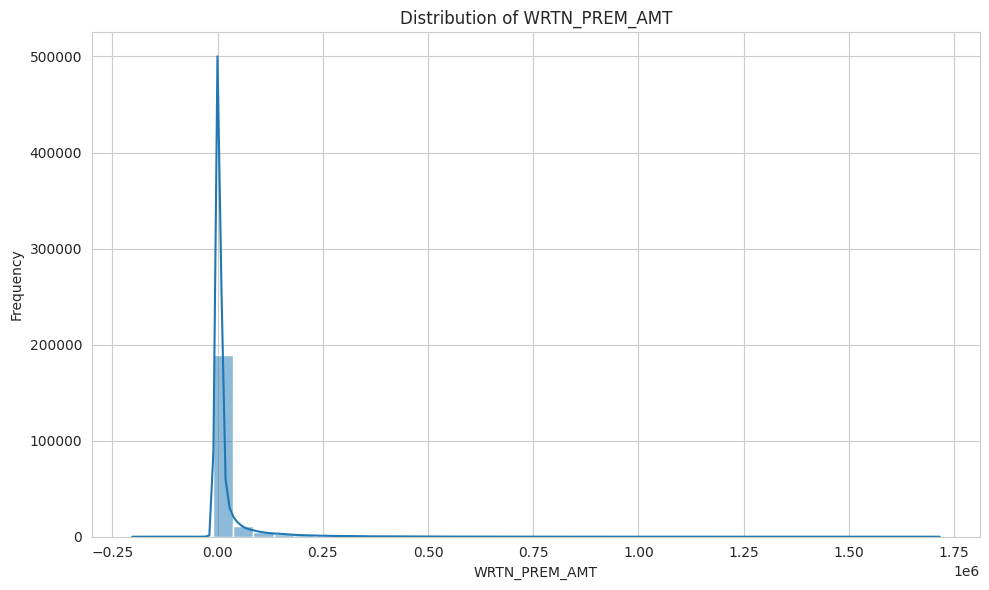 Distribution of WRTN_PREM_AMT
Frequency
500000
400000
300000
200000
100000
0
−0.25 0.00 0.25 0.50 0.75 1.00 1.25 1.50 1.75
1e6
WRTN_PREM_AMT